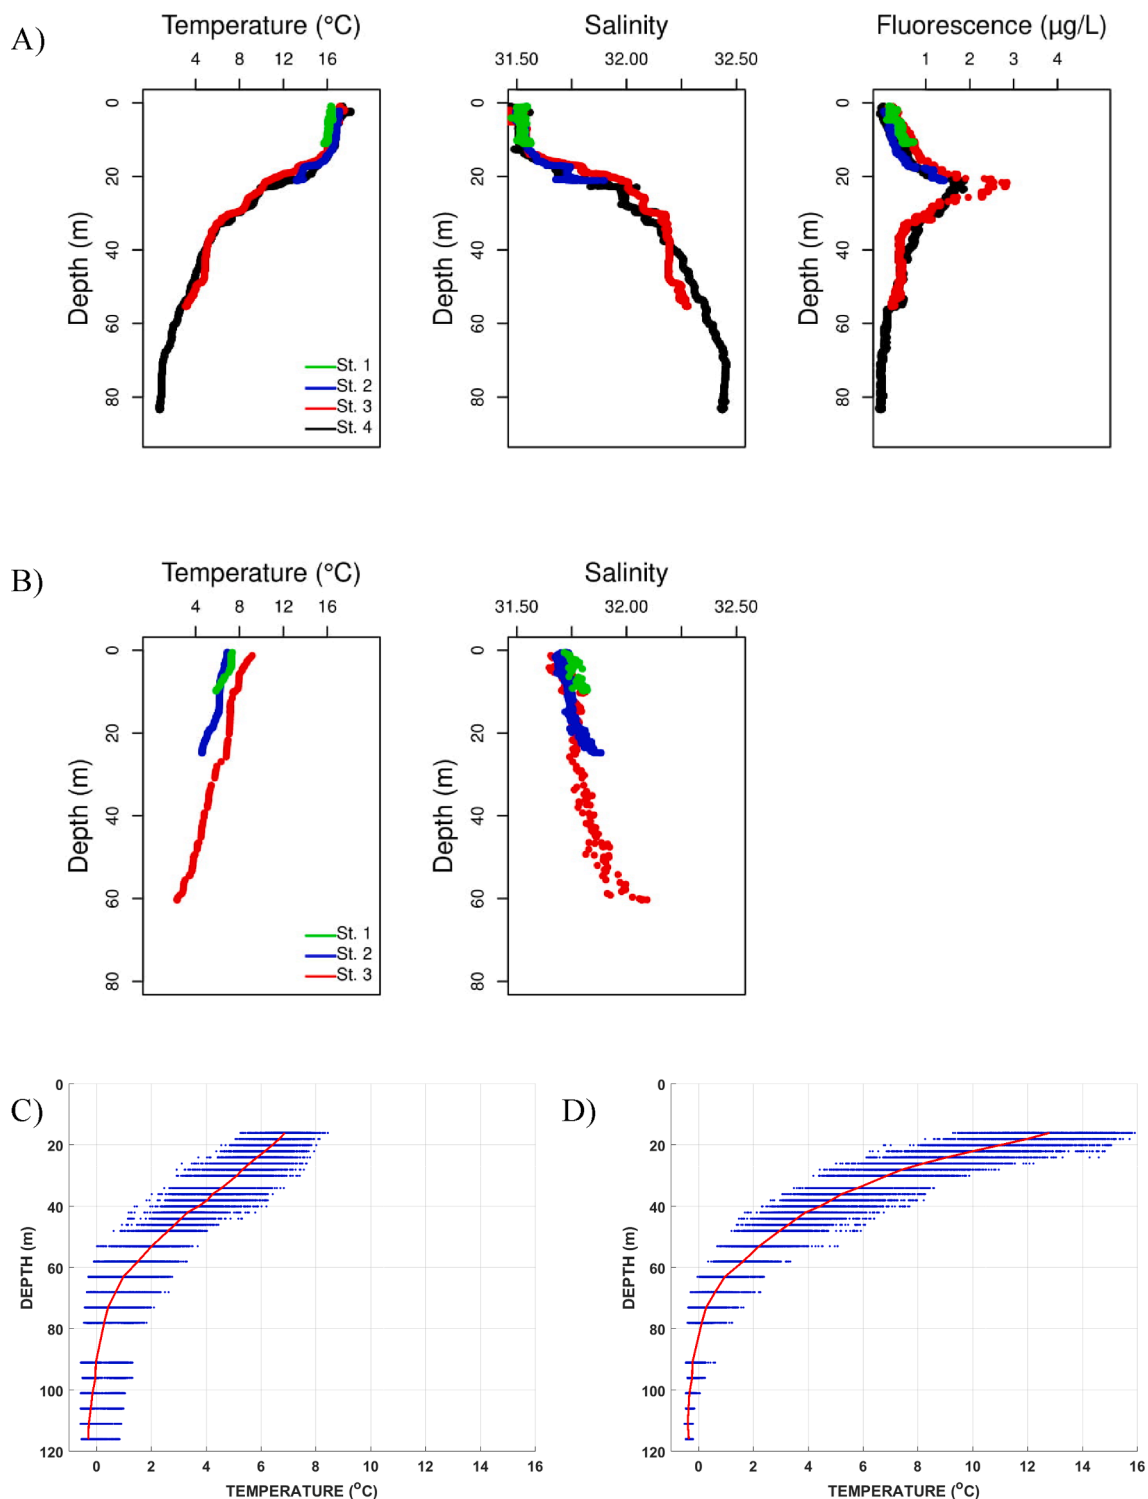 A)
Temperature (°C)
4 8 12 16
Depth (m)
0
20
40
60
80
St. 1
St. 2
St. 3
St. 4
Salinity
31.50 32.00 32.50
Depth (m)
0
20
40
60
80
Fluorescence (µg/L)
1 2 3 4
Depth (m)
0
20
40
60
80
B)
Temperature (°C)
4 8 12 16
Depth (m)
0
20
40
60
80
St. 1
St. 2
St. 3
Salinity
31.50 32.00 32.50
Depth (m)
0
20
40
60
80
C)
DEPTH (m)
0
20
40
60
80
100
120
0 2 4 6 8 10 12 14 16
TEMPERATURE (°C)
D)
DEPTH (m)
0
20
40
60
80
100
120
0 2 4 6 8 10 12 14 16
TEMPERATURE (°C)